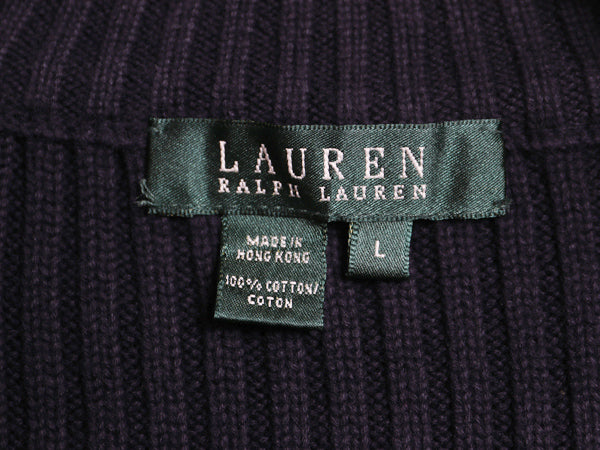 LAUREN
RALPH LAUREN
MADE IN
HONG KONG
L
100% COTTON/
COTON